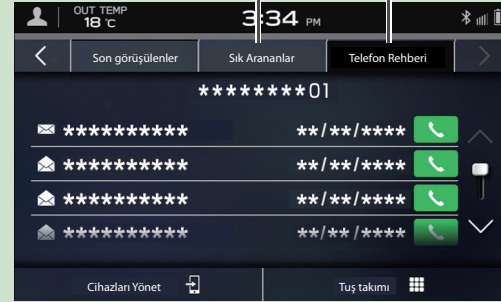 OUT TEMP
18 °C
3:34 PM
Son görüşülenler
Sık Arananlar
Telefon Rehberi
********01
********** **/**/****
********** **/**/****
********** **/**/****
********** **/**/****
Cihazları Yönet
Tuş takımı